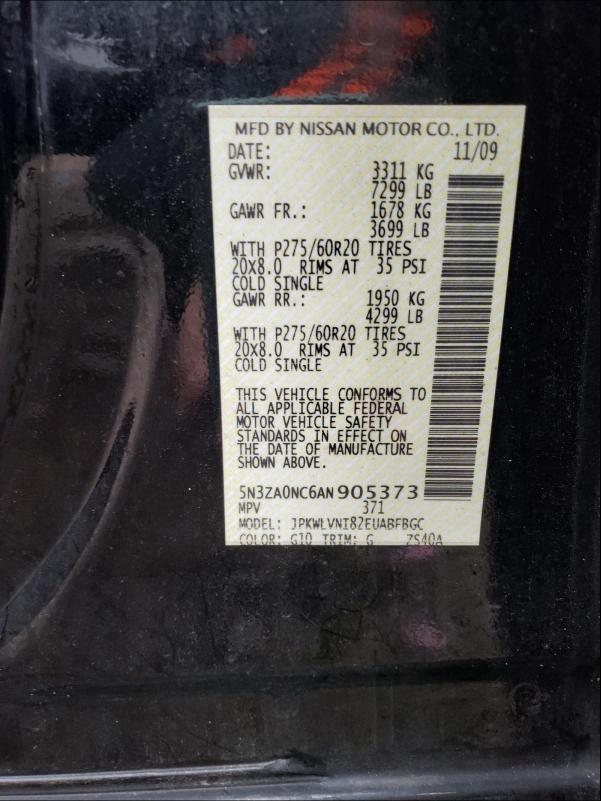 MFD BY NISSAN MOTOR CO., LTD.
DATE: 11/09
GVWR: 3311 KG
7299 LB
GAWR FR.: 1678 KG
3699 LB
WITH P275/60R20 TIRES
20X8.0 RIMS AT 35 PSI
COLD SINGLE
GAWR RR.: 1950 KG
4299 LB
WITH P275/60R20 TIRES
20X8.0 RIMS AT 35 PSI
COLD SINGLE
THIS VEHICLE CONFORMS TO
ALL APPLICABLE FEDERAL
MOTOR VEHICLE SAFETY
STANDARDS IN EFFECT ON
THE DATE OF MANUFACTURE
SHOWN ABOVE.
5N3ZA0NC6AN905373
MPV 371
MODEL: JPKWLVNI82EUABFBGC
COLOR: G10 TRIM: G ZS40A